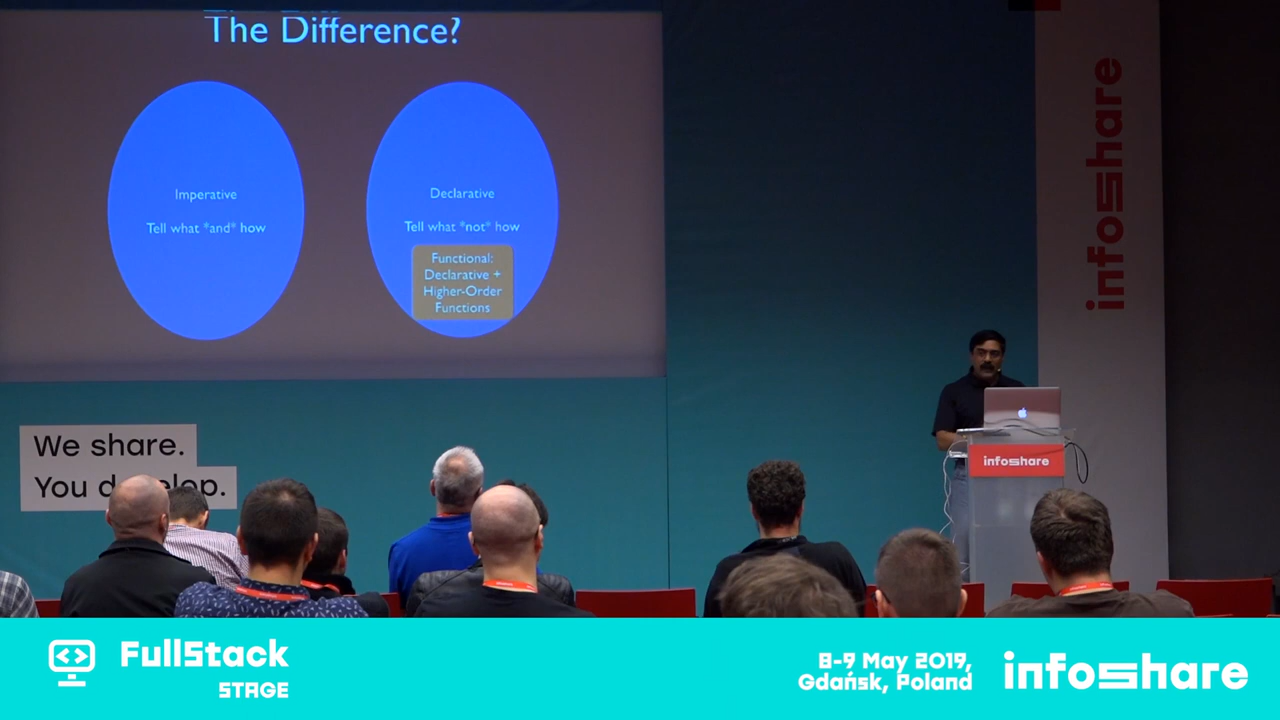 The Difference?
Imperative
Tell what *and* how
Declarative
Tell what *not* how
Functional:
Declarative +
Higher-Order
Functions
infoshare
We share.
You develop.
infoshare
FullStack
STAGE
8-9 May 2019,
Gdańsk, Poland
infoshare